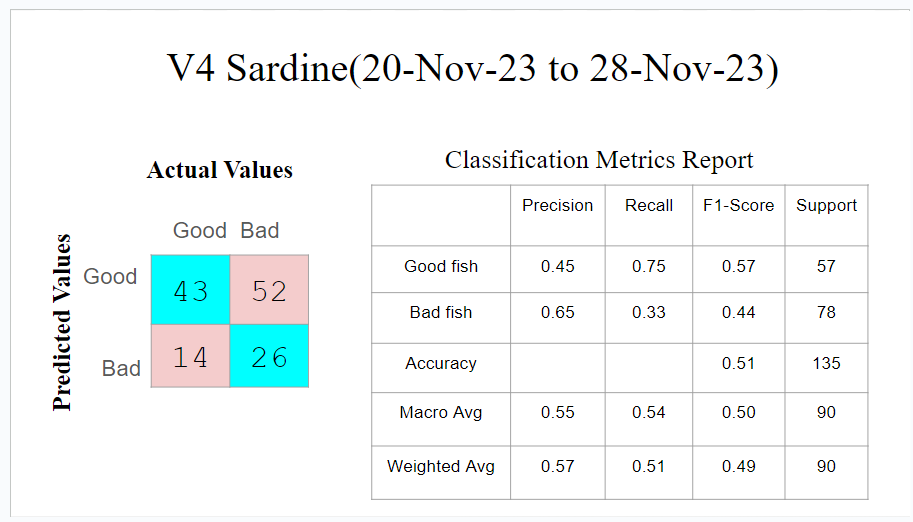 V4 Sardine(20-Nov-23 to 28-Nov-23)
Actual Values
Good Bad
Predicted Values
Good 43 52
Bad 14 26
Classification Metrics Report
Precision Recall F1-Score Support
Good fish 0.45 0.75 0.57 57
Bad fish 0.65 0.33 0.44 78
Accuracy 0.51 135
Macro Avg 0.55 0.54 0.50 90
Weighted Avg 0.57 0.51 0.49 90